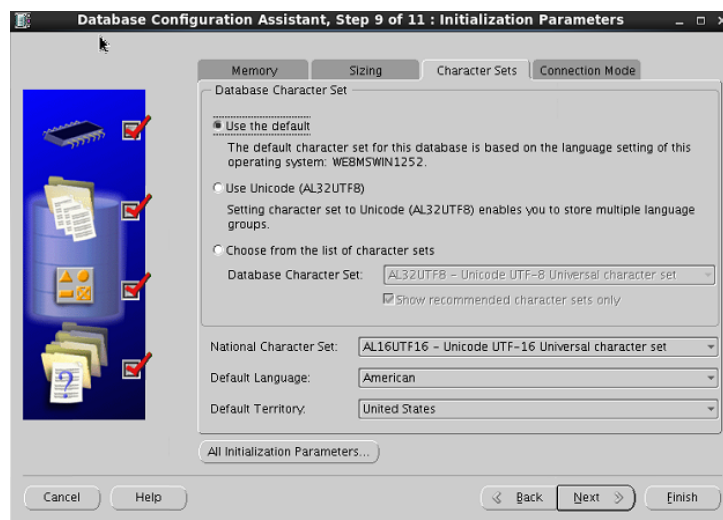 Database Configuration Assistant, Step 9 of 11 : Initialization Parameters
Memory
Sizing
Character Sets
Connection Mode
Database Character Set
Use the default
The default character set for this database is based on the language setting of this
operating system: WE8MSWIN1252.
Use Unicode (AL32UTF8)
Setting character set to Unicode (AL32UTF8) enables you to store multiple language
groups.
Choose from the list of character sets
Database Character Set: AL32UTF8 - Unicode UTF-8 Universal character set
Show recommended character sets only
National Character Set: AL16UTF16 - Unicode UTF-16 Universal character set
Default Language: American
Default Territory: United States
All Initialization Parameters...
Cancel
Help
Back
Next
Finish